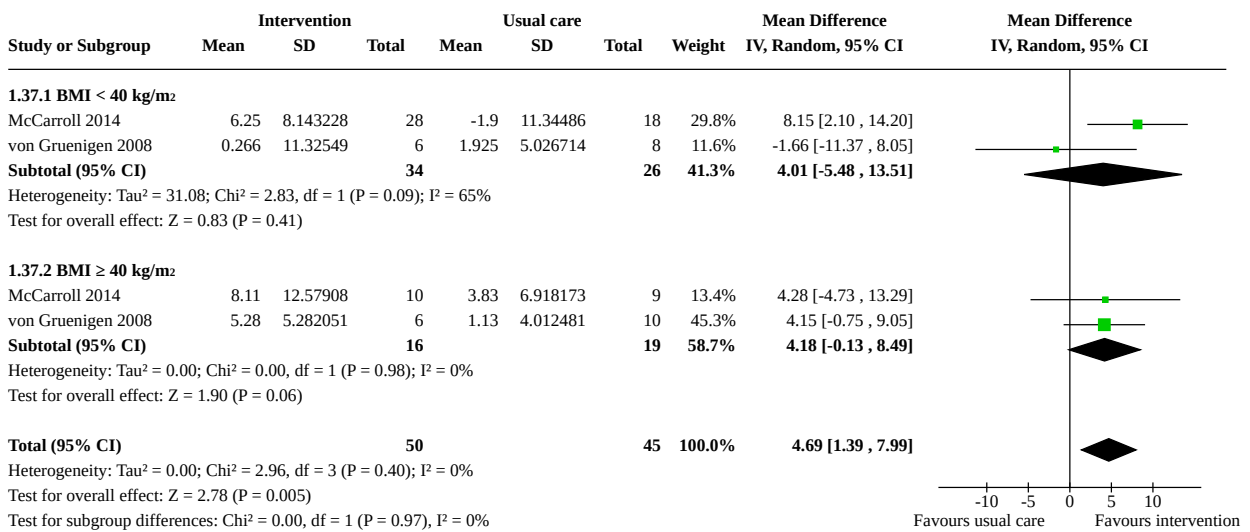 Intervention Usual care Mean Difference Mean Difference
Study or Subgroup Mean SD Total Mean SD Total Weight IV, Random, 95% CI IV, Random, 95% CI
1.37.1 BMI < 40 kg/m²
McCarroll 2014 6.25 8.143228 28 -1.9 11.34486 18 29.8% 8.15 [2.10 , 14.20]
von Gruenigen 2008 0.266 11.32549 6 1.925 5.026714 8 11.6% -1.66 [-11.37 , 8.05]
Subtotal (95% CI) 34 26 41.3% 4.01 [-5.48 , 13.51]
Heterogeneity: Tau² = 31.08; Chi² = 2.83, df = 1 (P = 0.09); I² = 65%
Test for overall effect: Z = 0.83 (P = 0.41)
1.37.2 BMI ≥ 40 kg/m²
McCarroll 2014 8.11 12.57908 10 3.83 6.918173 9 13.4% 4.28 [-4.73 , 13.29]
von Gruenigen 2008 5.28 5.282051 6 1.13 4.012481 10 45.3% 4.15 [-0.75 , 9.05]
Subtotal (95% CI) 16 19 58.7% 4.18 [-0.13 , 8.49]
Heterogeneity: Tau² = 0.00; Chi² = 0.00, df = 1 (P = 0.98); I² = 0%
Test for overall effect: Z = 1.90 (P = 0.06)
Total (95% CI) 50 45 100.0% 4.69 [1.39 , 7.99]
Heterogeneity: Tau² = 0.00; Chi² = 2.96, df = 3 (P = 0.40); I² = 0%
Test for overall effect: Z = 2.78 (P = 0.005) -10 -5 0 5 10
Test for subgroup differences: Chi² = 0.00, df = 1 (P = 0.97), I² = 0% Favours usual care Favours intervention